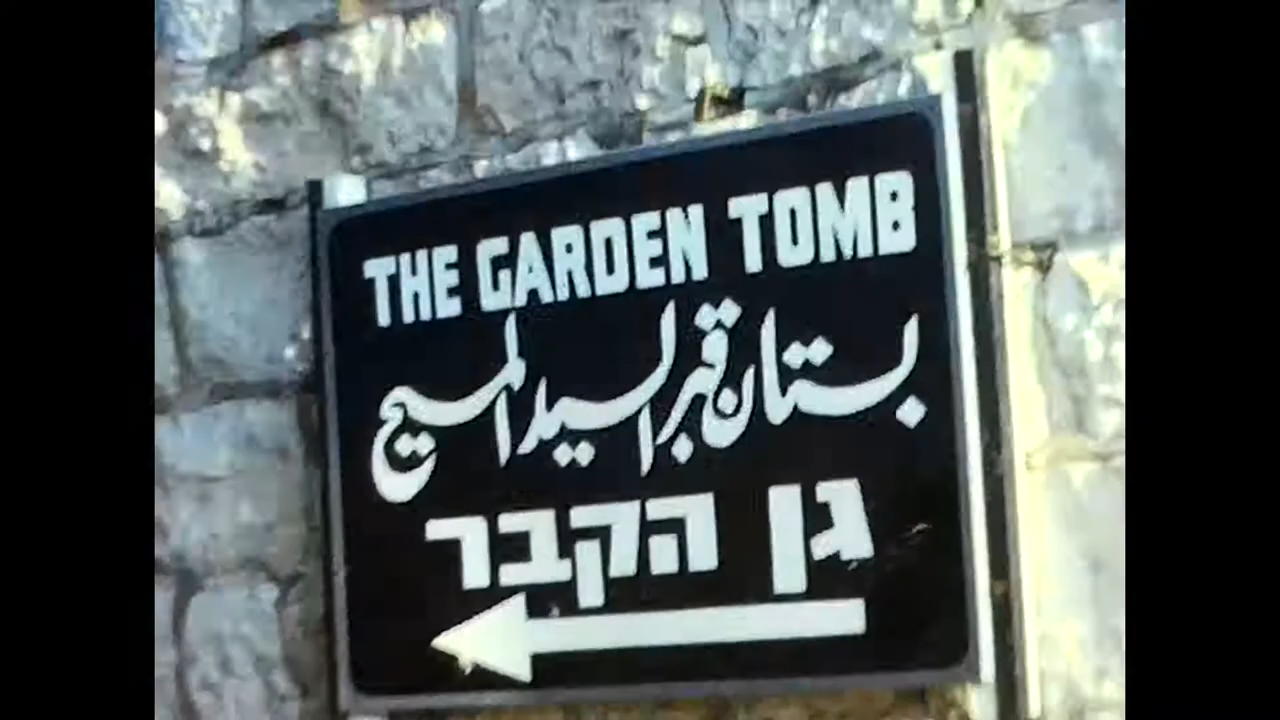 THE GARDEN TOMB
بستان قبر السيد المسيح
גן הקבר